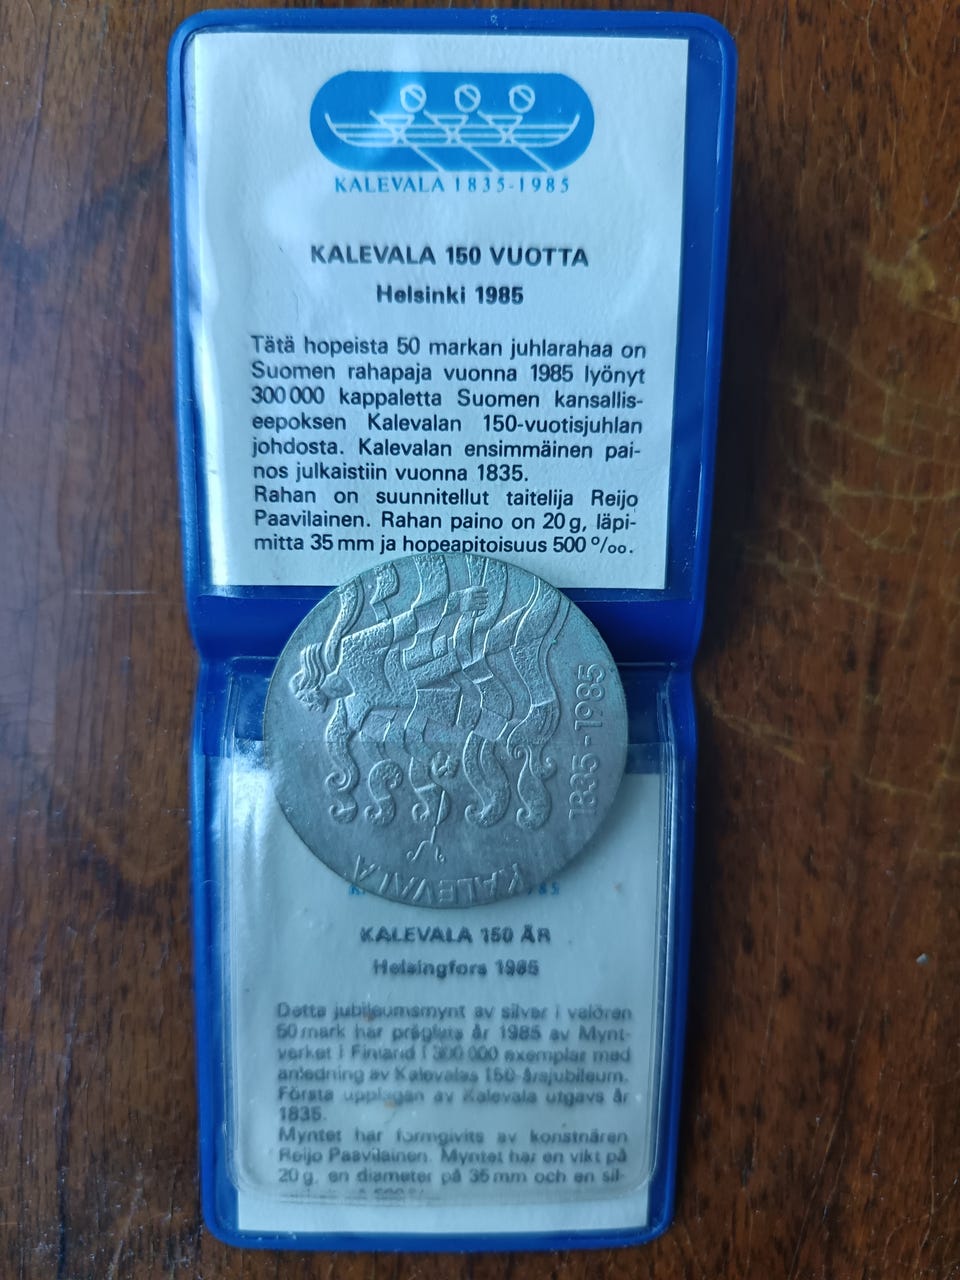 KALEVALA 1835-1985
KALEVALA 150 VUOTTA
Helsinki 1985
Tätä hopeista 50 markan juhlarahaa on
Suomen rahapaja vuonna 1985 lyönyt
300 000 kappaletta Suomen kansallis-
eepoksen Kalevalan 150-vuotisjuhlan
johdosta. Kalevalan ensimmäinen pai-
nos julkaistiin vuonna 1835.
Rahan on suunnitellut taitelija Reijo
Paavilainen. Rahan paino on 20 g, läpi-
mitta 35 mm ja hopeapitoisuus 500 ‰.
1835-1985
KALEVALA
KALEVALA 150 ÅR
Helsingfors 1985
Detta jubileumsmynt av silver i valören
50 mark har präglats år 1985 av Mynt-
verket i Finland i 300 000 exemplar med
anledning av Kalevalas 150-årsjubileum.
Första upplagan av Kalevala utgavs år
1835.
Myntet har formgivits av konstnären
Reijo Paavilainen. Myntet har en vikt på
20 g, en diameter på 35 mm och en sil-